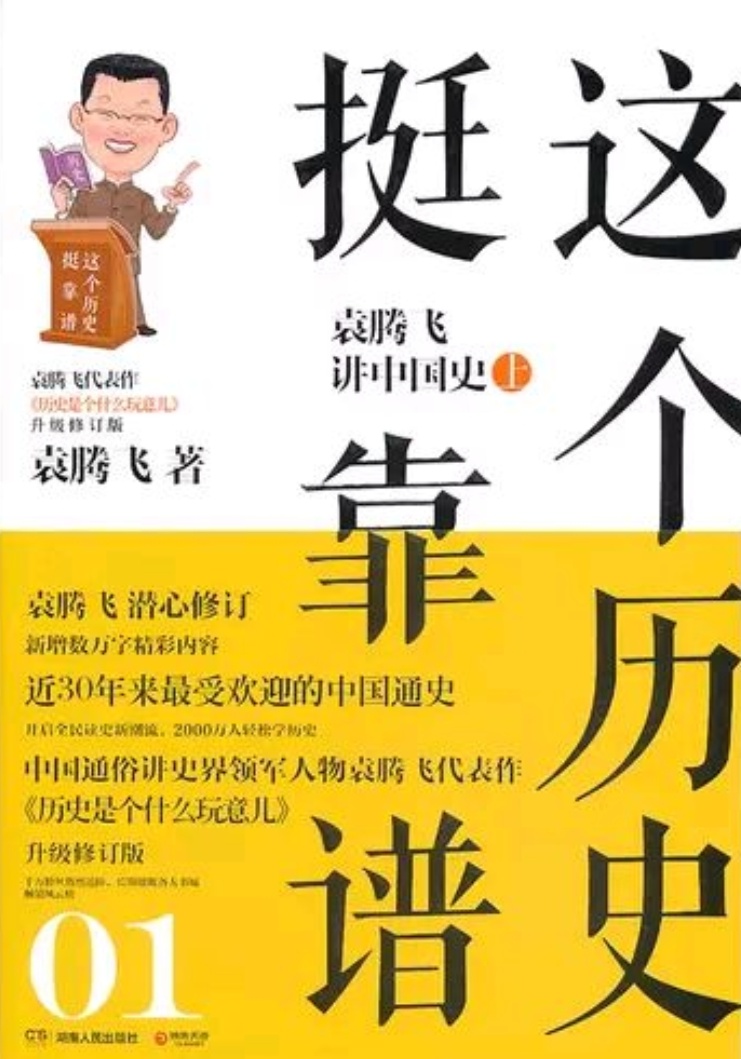 这个历史
挺靠谱
袁腾飞
讲中国史 上
历史
这个历史
挺靠谱
袁腾飞代表作
《历史是个什么玩意儿》
升级修订版
袁腾飞 著
袁腾飞 潜心修订
新增数万字精彩内容
近30年来最受欢迎的中国通史
开启全民读史新潮流,2000万人轻松学历史
中国通俗讲史界领军人物袁腾飞代表作
《历史是个什么玩意儿》
升级修订版
01
湖南人民出版社